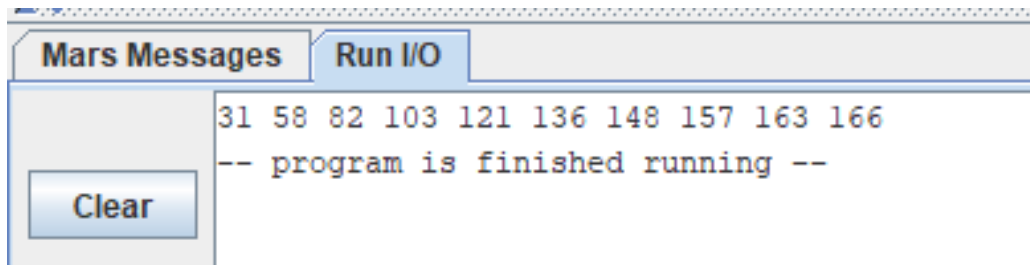 Mars Messages Run I/O
31 58 82 103 121 136 148 157 163 166
-- program is finished running --
Clear